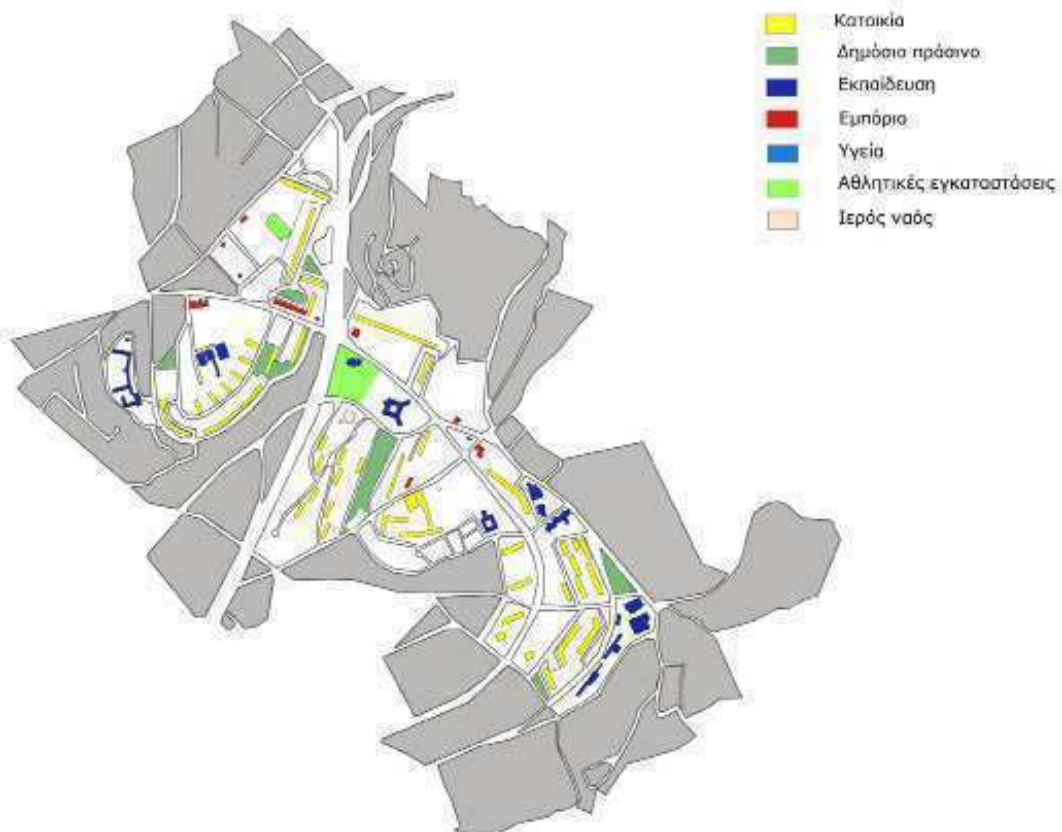 Κατοικία
Δημόσιο πράσινο
Εκπαίδευση
Εμπόριο
Υγεία
Αθλητικές εγκαταστάσεις
Ιερός ναός